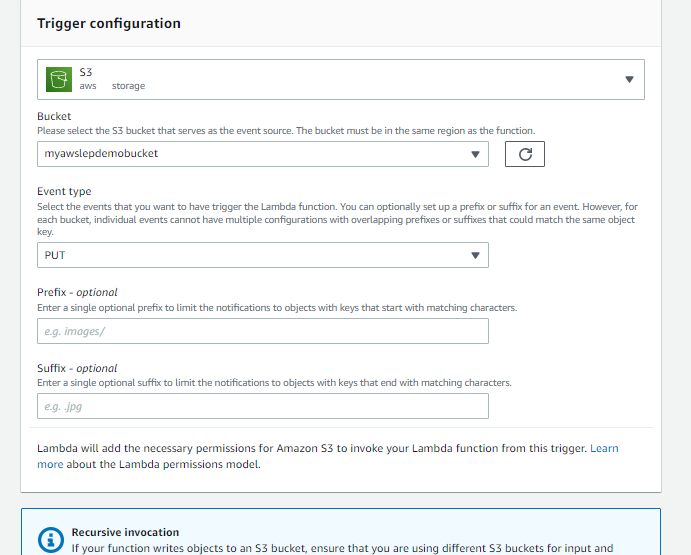 Trigger configuration
S3
aws storage
Bucket
Please select the S3 bucket that serves as the event source. The bucket must be in the same region as the function.
myawslepdemobucket
Event type
Select the events that you want to have trigger the Lambda function. You can optionally set up a prefix or suffix for an event. However, for
each bucket, individual events cannot have multiple configurations with overlapping prefixes or suffixes that could match the same object
key.
PUT
Prefix - optional
Enter a single optional prefix to limit the notifications to objects with keys that start with matching characters.
e.g. images/
Suffix - optional
Enter a single optional suffix to limit the notifications to objects with keys that end with matching characters.
e.g. .jpg
Lambda will add the necessary permissions for Amazon S3 to invoke your Lambda function from this trigger. Learn
more about the Lambda permissions model.
Recursive invocation
If your function writes objects to an S3 bucket, ensure that you are using different S3 buckets for input and